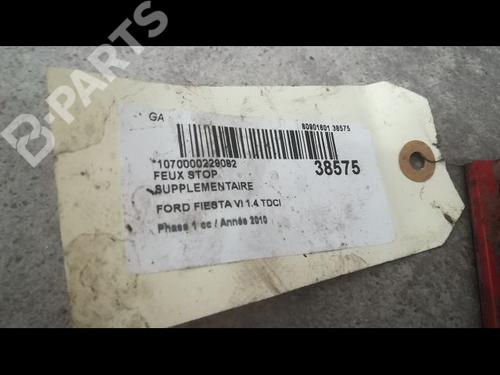 B-PARTS
GA
80901801 38575
*1070000229082
38575
FEUX STOP
SUPPLEMENTAIRE
FORD FIESTA VI 1.4 TDCI
Phase 1 cc / Année 2010